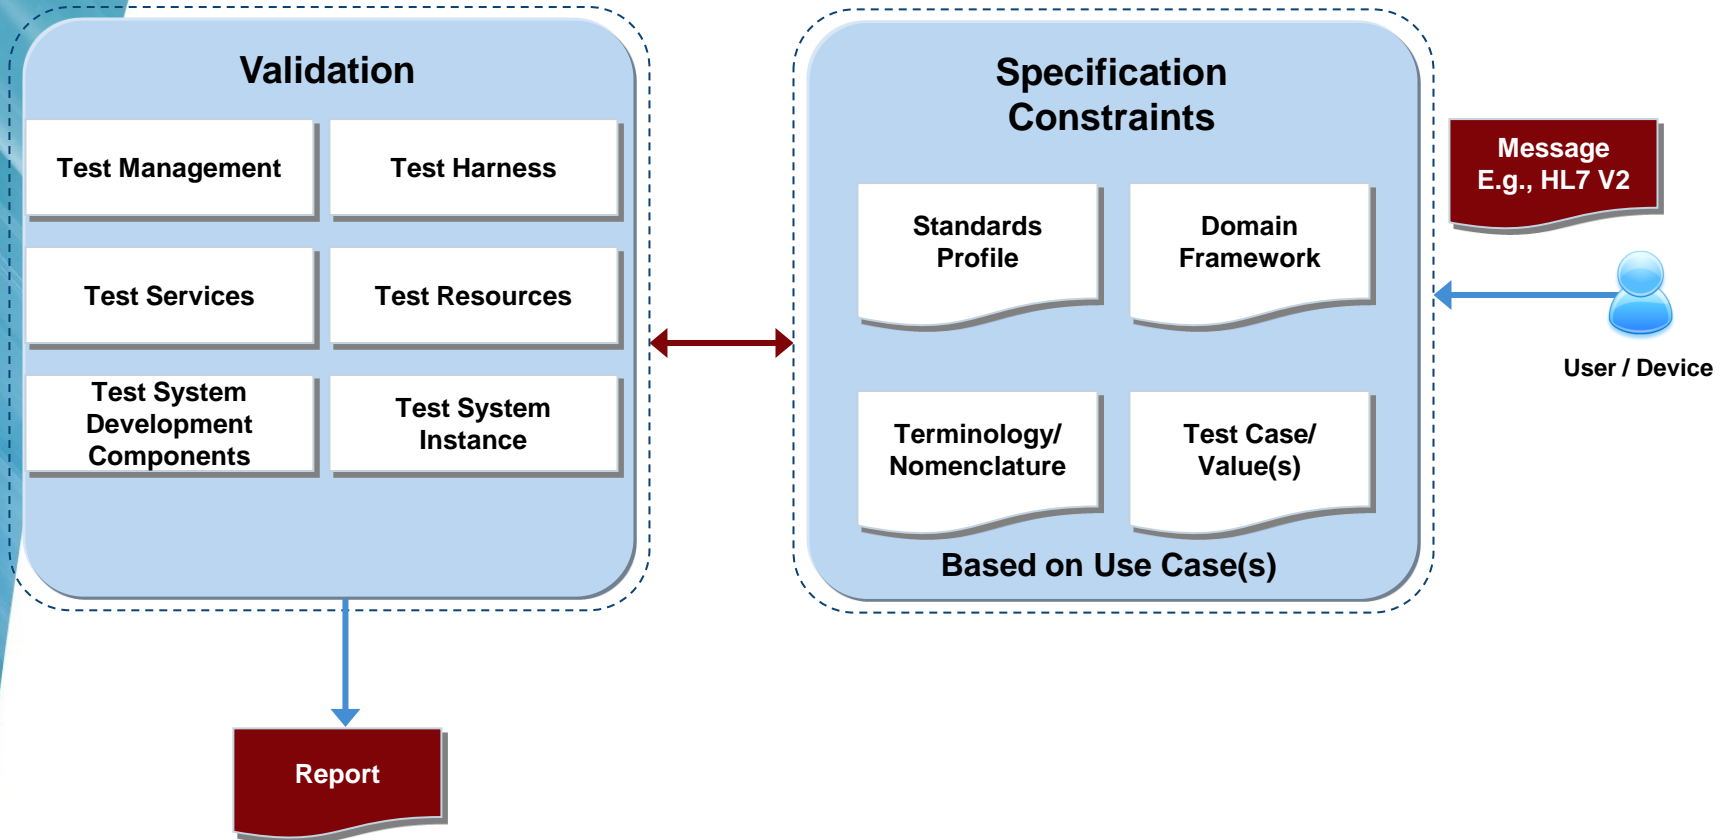 Validation
Test Management
Test Harness
Test Services
Test Resources
Test System
Development
Components
Test System
Instance
Specification
Constraints
Standards
Profile
Domain
Framework
Terminology/
Nomenclature
Test Case/
Value(s)
Based on Use Case(s)
Message
E.g., HL7 V2
User / Device
Report